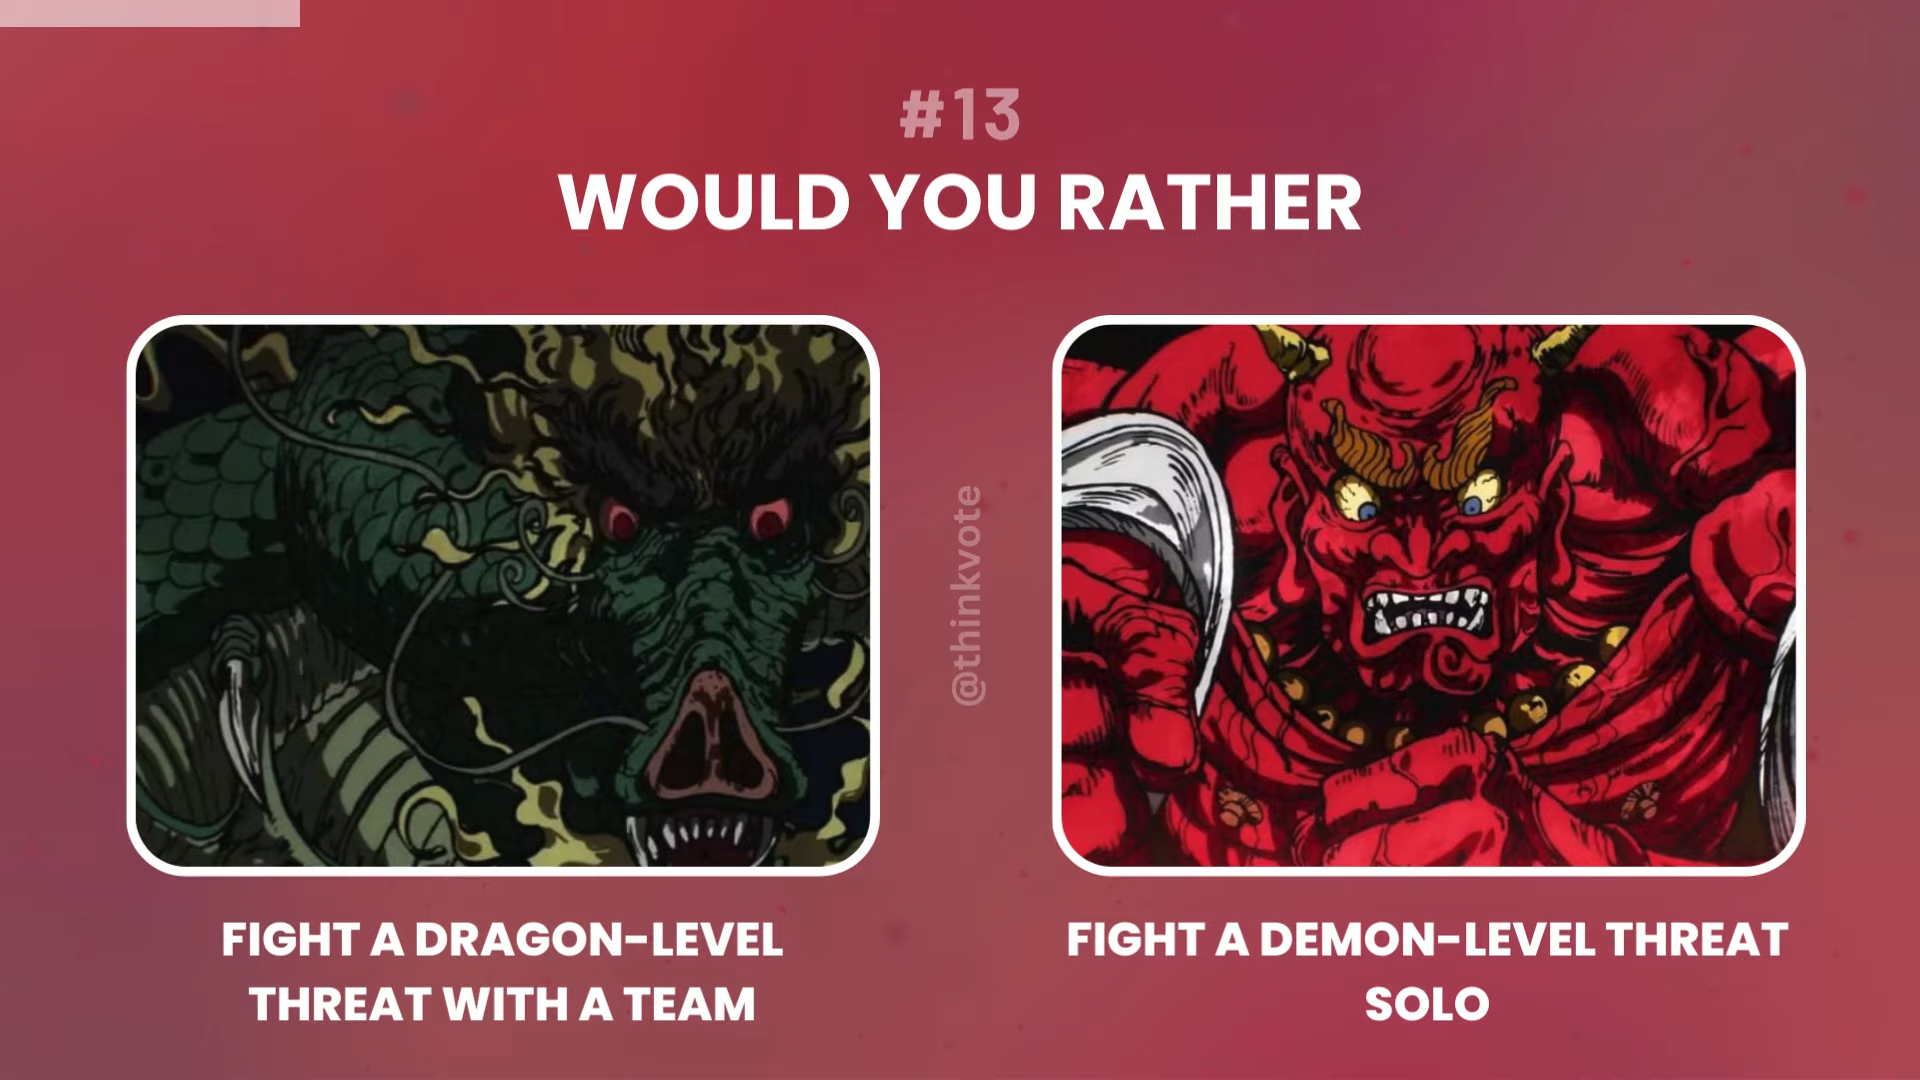 #13
WOULD YOU RATHER
@thinkvote
FIGHT A DRAGON-LEVEL
THREAT WITH A TEAM
FIGHT A DEMON-LEVEL THREAT
SOLO